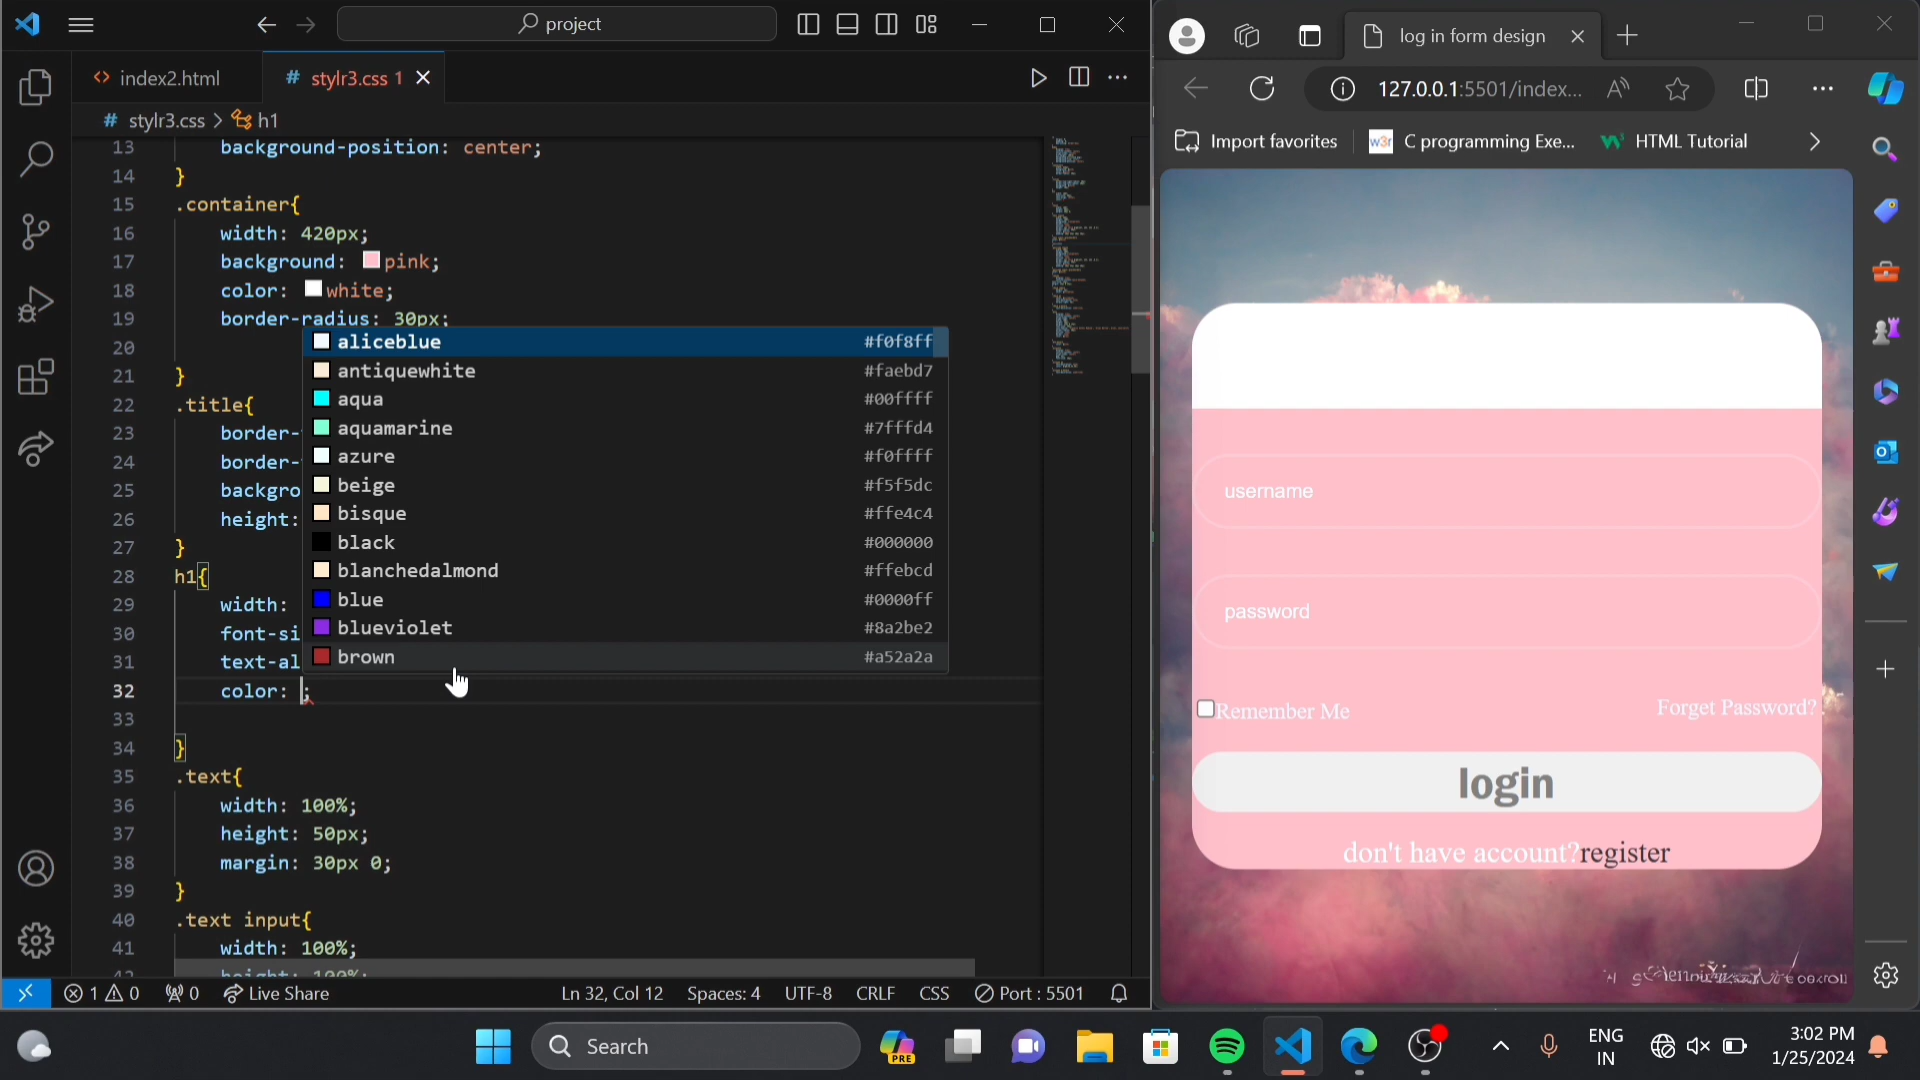 project
index2.html
# stylr3.css 1
# stylr3.css > h1
13 background-position: center;
14 }
15 .container{
16 width: 420px;
17 background: pink;
18 color: white;
19 border-radius: 30px;
20
21 }
22 .title{
23 border-
24 border-
25 backgro
26 height:
27 }
28 h1{
29 width:
30 font-si
31 text-al
32 color: ;
33
34 }
35 .text{
36 width: 100%;
37 height: 50px;
38 margin: 30px 0;
39 }
40 .text input{
41 width: 100%;
42 height: 100%;
aliceblue #f0f8ff
antiquewhite #faebd7
aqua #00ffff
aquamarine #7fffd4
azure #f0ffff
beige #f5f5dc
bisque #ffe4c4
black #000000
blanchedalmond #ffebcd
blue #0000ff
blueviolet #8a2be2
brown #a52a2a
1 0 0 Live Share Ln 32, Col 12 Spaces: 4 UTF-8 CRLF CSS Port : 5501
log in form design
127.0.0.1:5501/index...
Import favorites C programming Exe... HTML Tutorial
username
password
Remember Me Forget Password?
login
don't have account?register
Search
PRE
ENG
IN
3:02 PM
1/25/2024